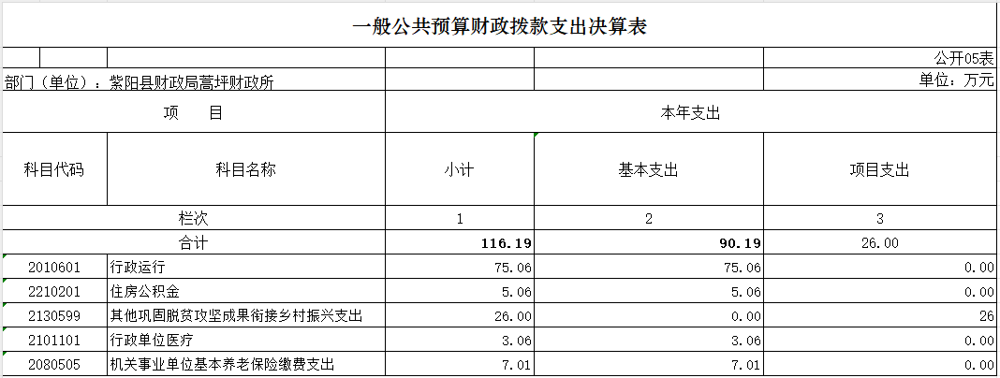 一般公共预算财政拨款支出决算表
公开05表
部门（单位）：紫阳县财政局蒿坪财政所 单位：万元
项 目 本年支出
科目代码 科目名称 小计 基本支出 项目支出
栏次 1 2 3
合计 116.19 90.19 26.00
2010601 行政运行 75.06 75.06 0.00
2210201 住房公积金 5.06 5.06 0.00
2130599 其他巩固脱贫攻坚成果衔接乡村振兴支出 26.00 0.00 26
2101101 行政单位医疗 3.06 3.06 0.00
2080505 机关事业单位基本养老保险缴费支出 7.01 7.01 0.00